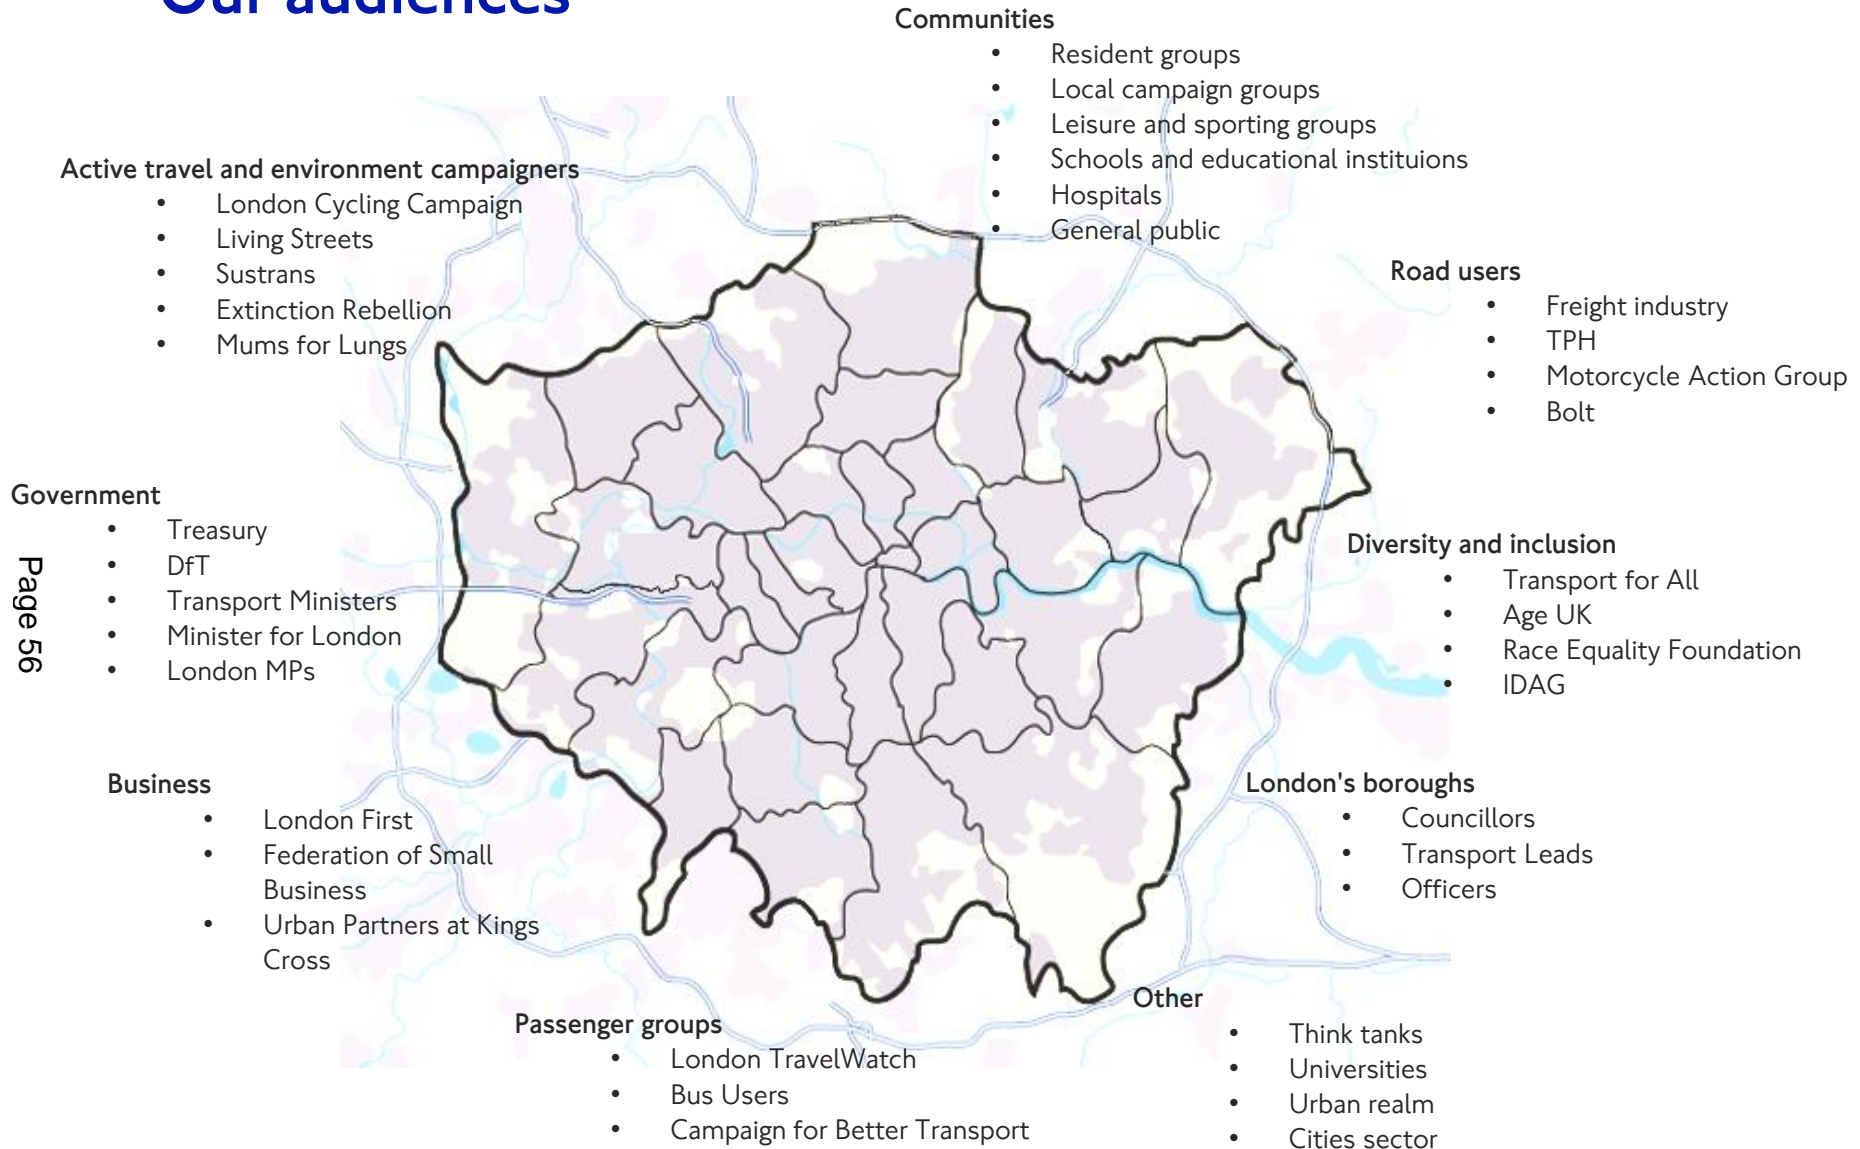 Our audiences
Communities
• Resident groups
• Local campaign groups
• Leisure and sporting groups
• Schools and educational instituions
• Hospitals
• General public
Active travel and environment campaigners
• London Cycling Campaign
• Living Streets
• Sustrans
• Extinction Rebellion
• Mums for Lungs
Road users
• Freight industry
• TPH
• Motorcycle Action Group
• Bolt
Government
• Treasury
• DfT
• Transport Ministers
• Minister for London
• London MPs
Diversity and inclusion
• Transport for All
• Age UK
• Race Equality Foundation
• IDAG
Business
• London First
• Federation of Small
Business
• Urban Partners at Kings
Cross
London's boroughs
• Councillors
• Transport Leads
• Officers
Passenger groups
• London TravelWatch
• Bus Users
• Campaign for Better Transport
Other
• Think tanks
• Universities
• Urban realm
• Cities sector
Page 56